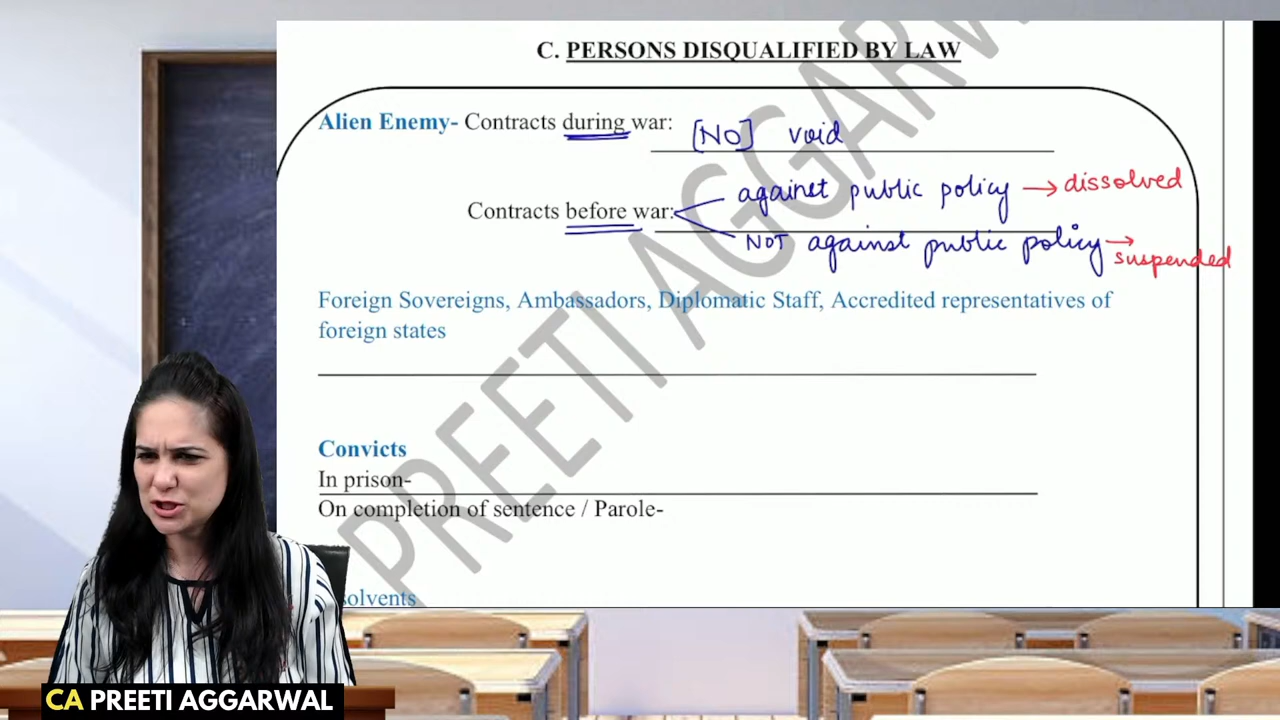 C. PERSONS DISQUALIFIED BY LAW
Alien Enemy- Contracts during war: [NO] void
against public policy → dissolved
Contracts before war:
NOT against public policy → suspended
Foreign Sovereigns, Ambassadors, Diplomatic Staff, Accredited representatives of
foreign states
Convicts
In prison-
On completion of sentence / Parole-
solvents
PREETI AGGARW
CA PREETI AGGARWAL